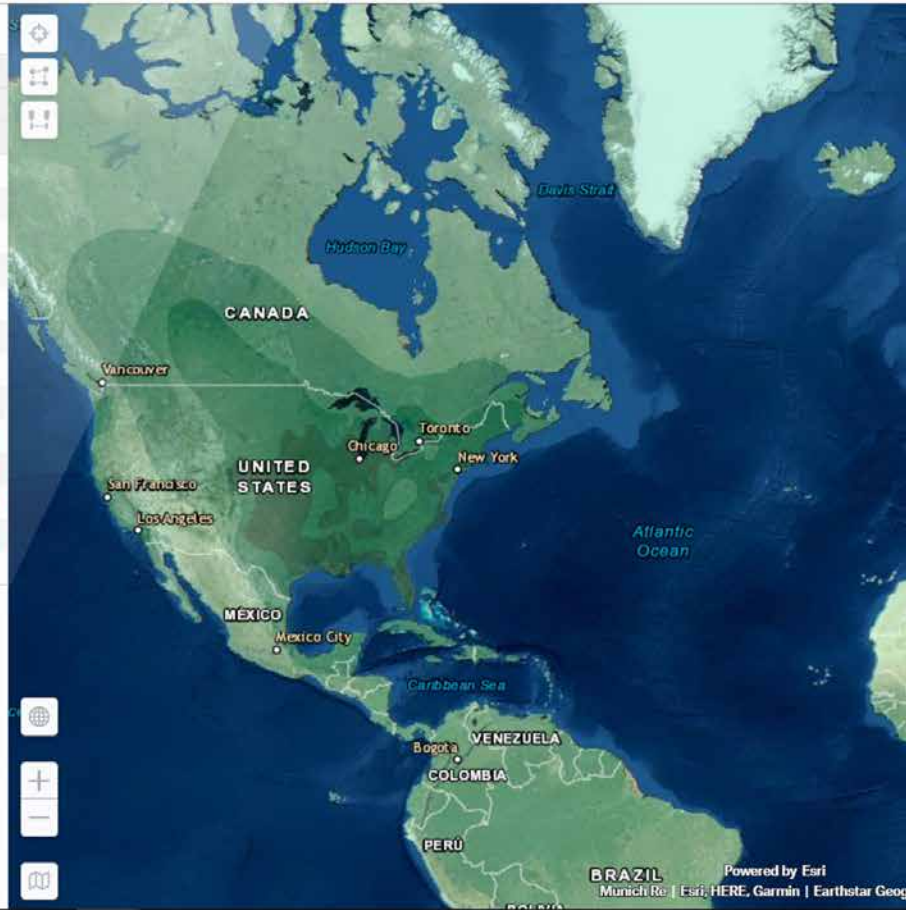 Davis Strait
Hudson Bay
CANADA
Vancouver
Toronto
Chicago
New York
UNITED
STATES
San Francisco
Los Angeles
Atlantic
Ocean
MÉXICO
Mexico City
Caribbean Sea
VENEZUELA
Bogota
COLOMBIA
PERÚ
BRAZIL
Powered by Esri
Munich Re | Esri, HERE, Garmin | Earthstar Geog
BOLIVIA